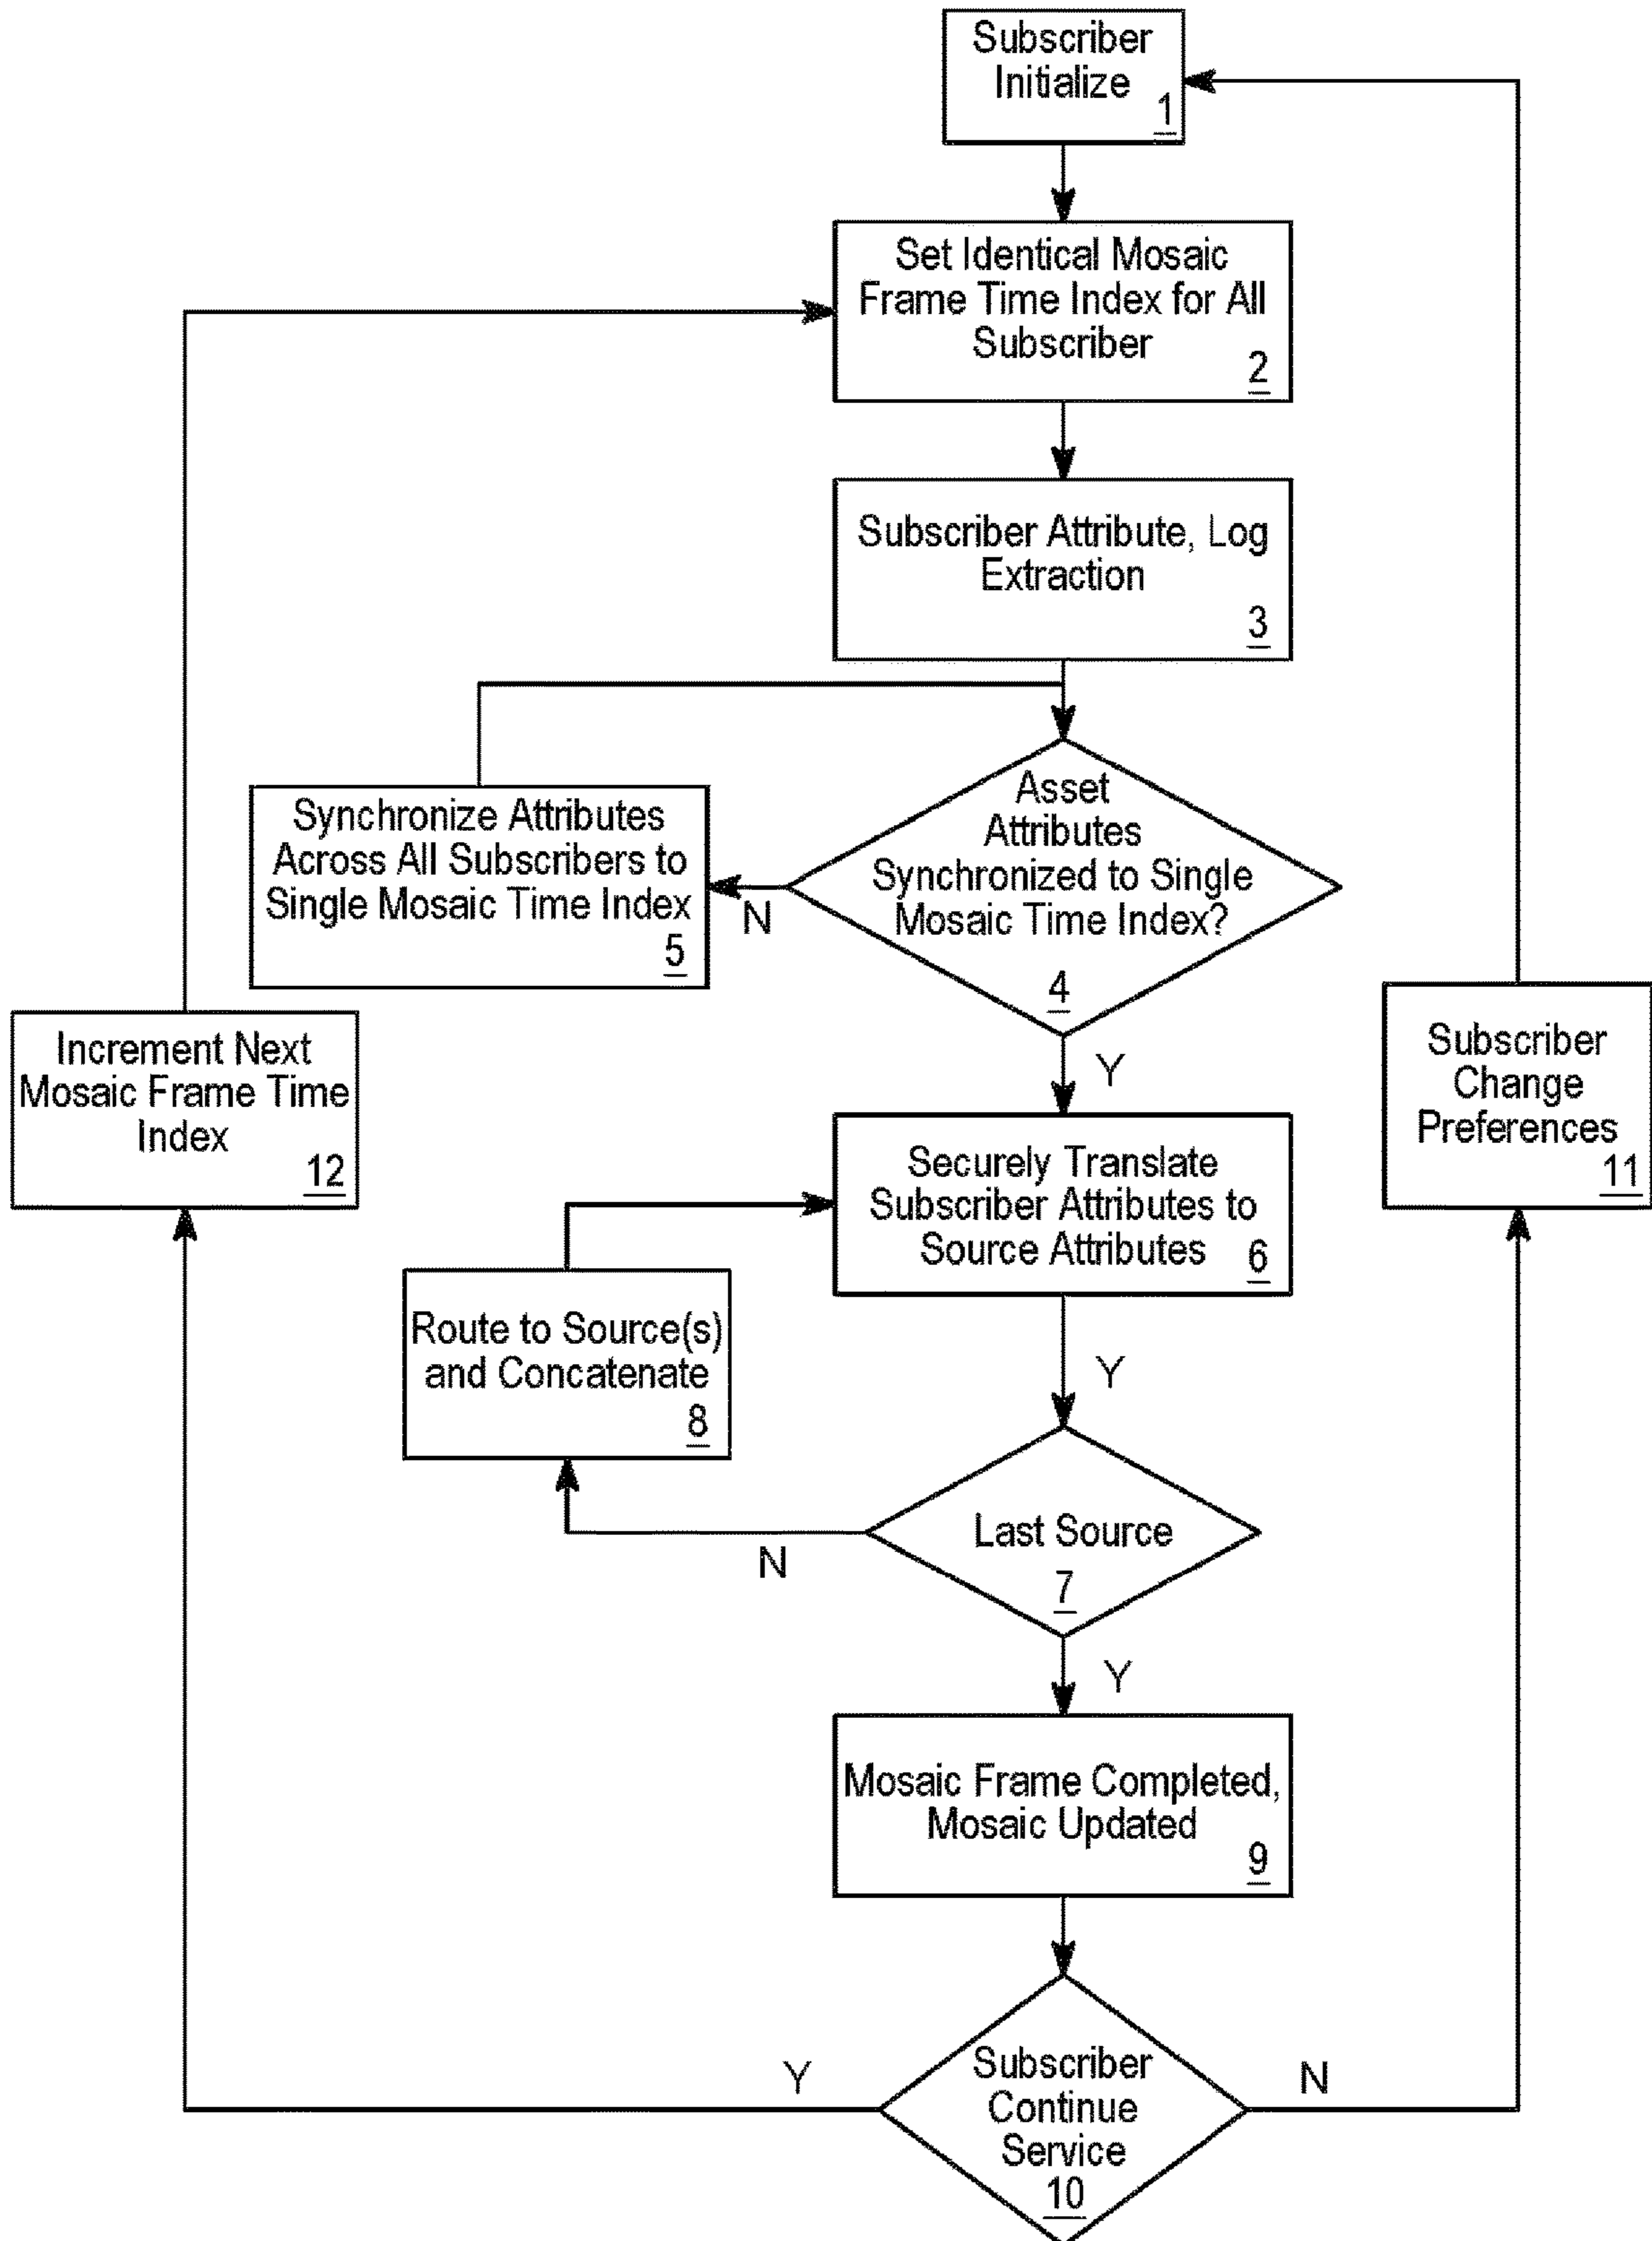 Subscriber
Initialize
1
Set Identical Mosaic
Frame Time Index for All
Subscriber
2
Subscriber Attribute, Log
Extraction
3
Asset
Attributes
Synchronized to Single
Mosaic Time Index?
4
N
Synchronize Attributes
Across All Subscribers to
Single Mosaic Time Index
5
Y
Securely Translate
Subscriber Attributes to
Source Attributes
6
Y
Last Source
7
N
Route to Source(s)
and Concatenate
8
Y
Mosaic Frame Completed,
Mosaic Updated
9
Subscriber
Continue
Service
10
N
Subscriber
Change
Preferences
11
Y
Increment Next
Mosaic Frame Time
Index
12